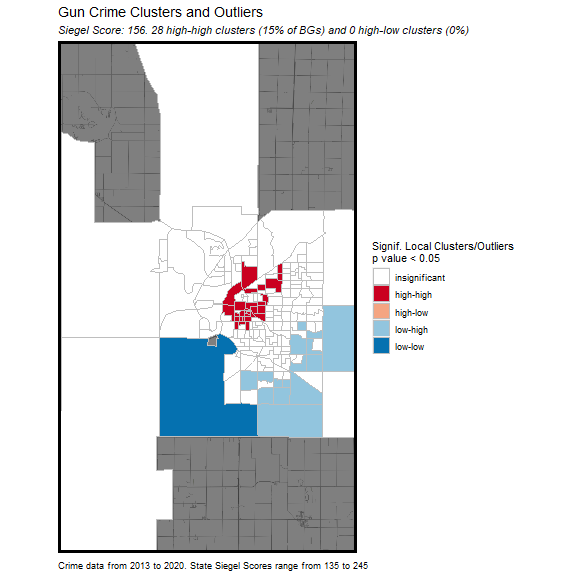 Gun Crime Clusters and Outliers
Siegel Score: 156. 28 high-high clusters (15% of BGs) and 0 high-low clusters (0%)
Signif. Local Clusters/Outliers
p value < 0.05
insignificant
high-high
high-low
low-high
low-low
Crime data from 2013 to 2020. State Siegel Scores range from 135 to 245